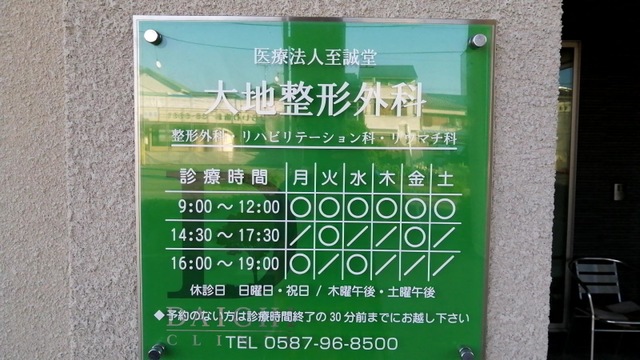 医療法人至誠堂
大地整形外科
整形外科・リハビリテーション科・リウマチ科
診療時間 月 火 水 木 金 土
9:00～12:00 ○ ○ ○ ○ ○ ○
14:30～17:30 ／ ○ ／ ／ ○ ／
16:00～19:00 ○ ／ ○ ／ ／ ／
休診日 日曜日・祝日 / 木曜午後・土曜午後
◆予約のない方は診療時間終了の30分前までにお越し下さい
TEL 0587-96-8500